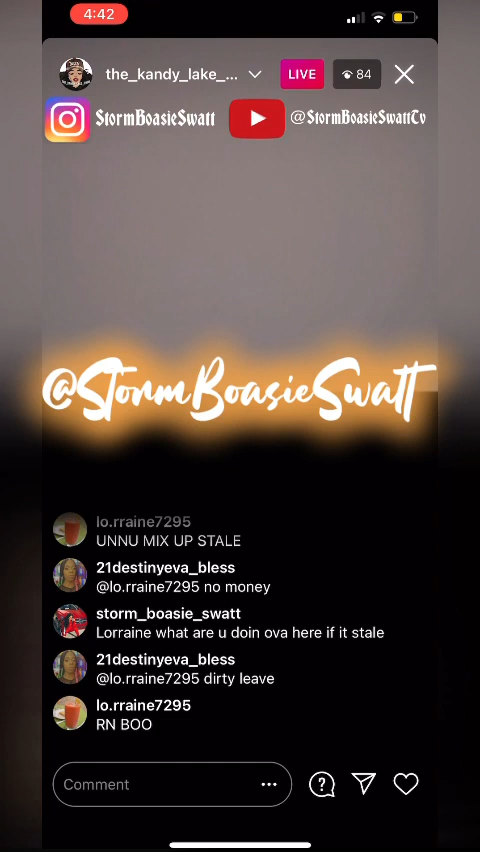 4:42
the_kandy_lake_...
LIVE
84
StormBoasieSwatt
@StormBoasieSwattTv
@StormBoasieSwatt
lo.rraine7295
UNNU MIX UP STALE
21destinyeva_bless
@lo.rraine7295 no money
storm_boasie_swatt
Lorraine what are u doin ova here if it stale
21destinyeva_bless
@lo.rraine7295 dirty leave
lo.rraine7295
RN BOO
Comment